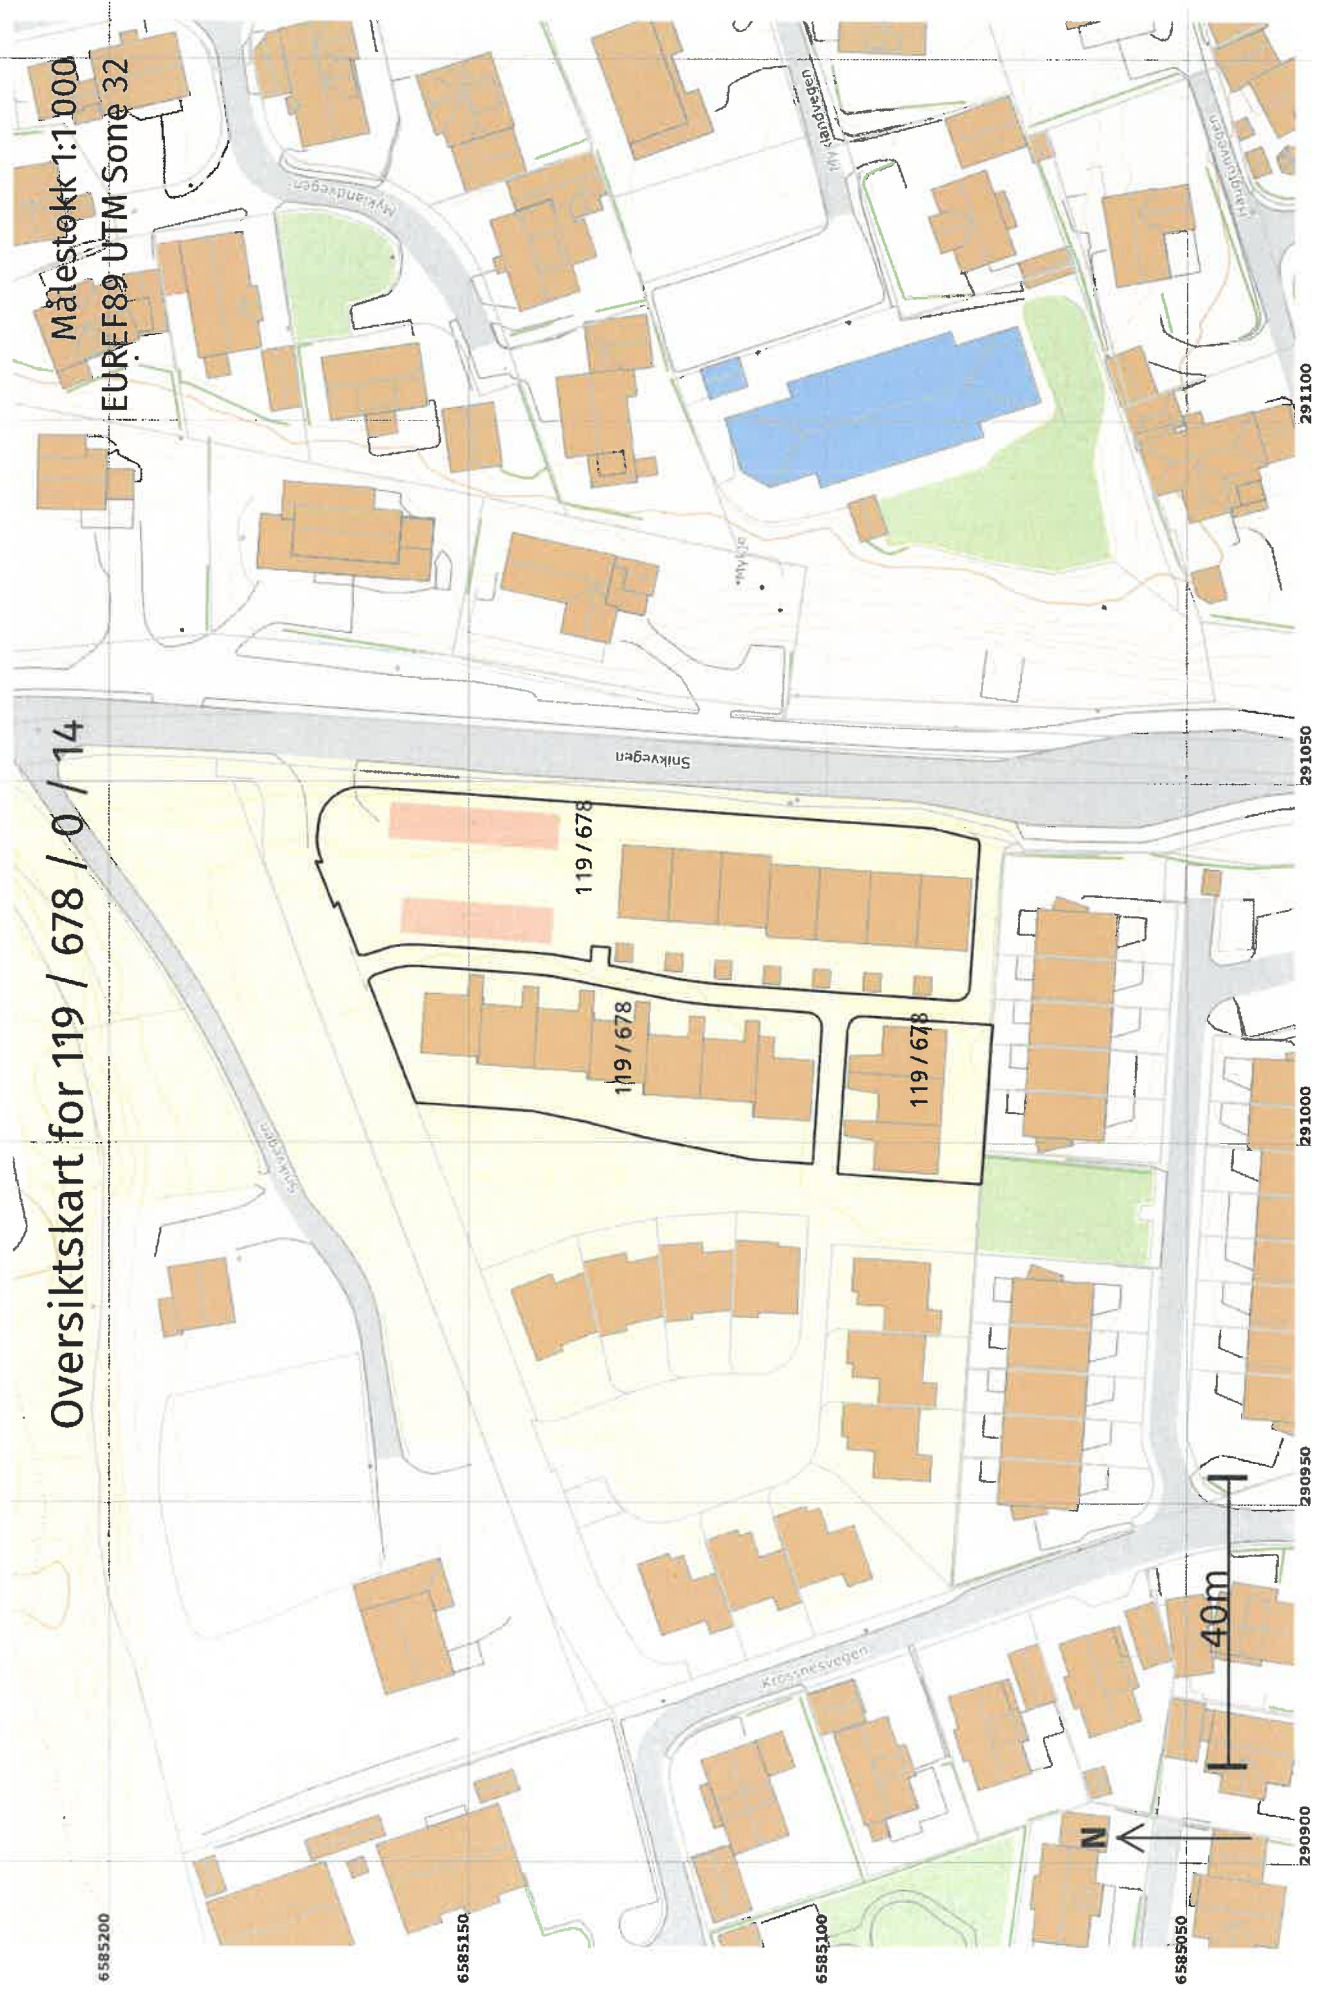 Oversiktskart for 119 / 678 / 0 / 14
Målestokk 1:1 000
EUREF89 UTM Sone 32
6585200
6585150
6585100
6585050
290900
290950
291000
291050
291100
Snikvegen
Snikvegen
Myklandvegen
Myklandvegen
Haugtunvegen
Krossnesvegen
119 / 678
119 / 678
119 / 678
N
40m